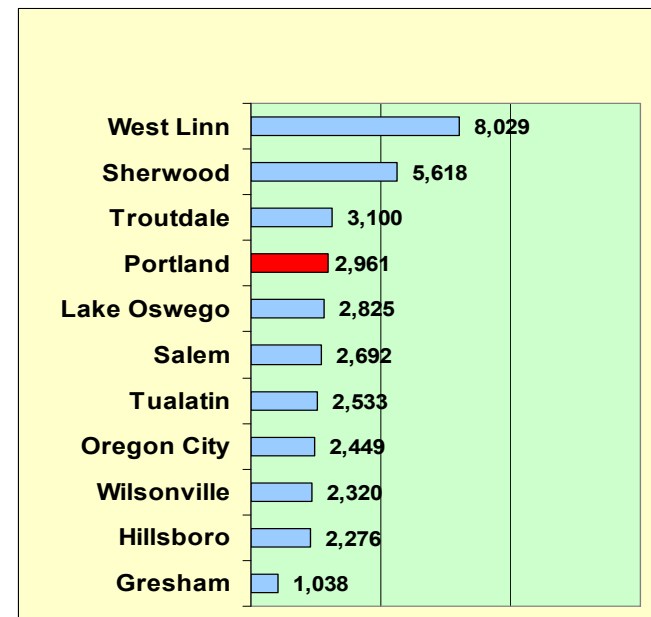 West Linn 8,029
Sherwood 5,618
Troutdale 3,100
Portland 2,961
Lake Oswego 2,825
Salem 2,692
Tualatin 2,533
Oregon City 2,449
Wilsonville 2,320
Hillsboro 2,276
Gresham 1,038